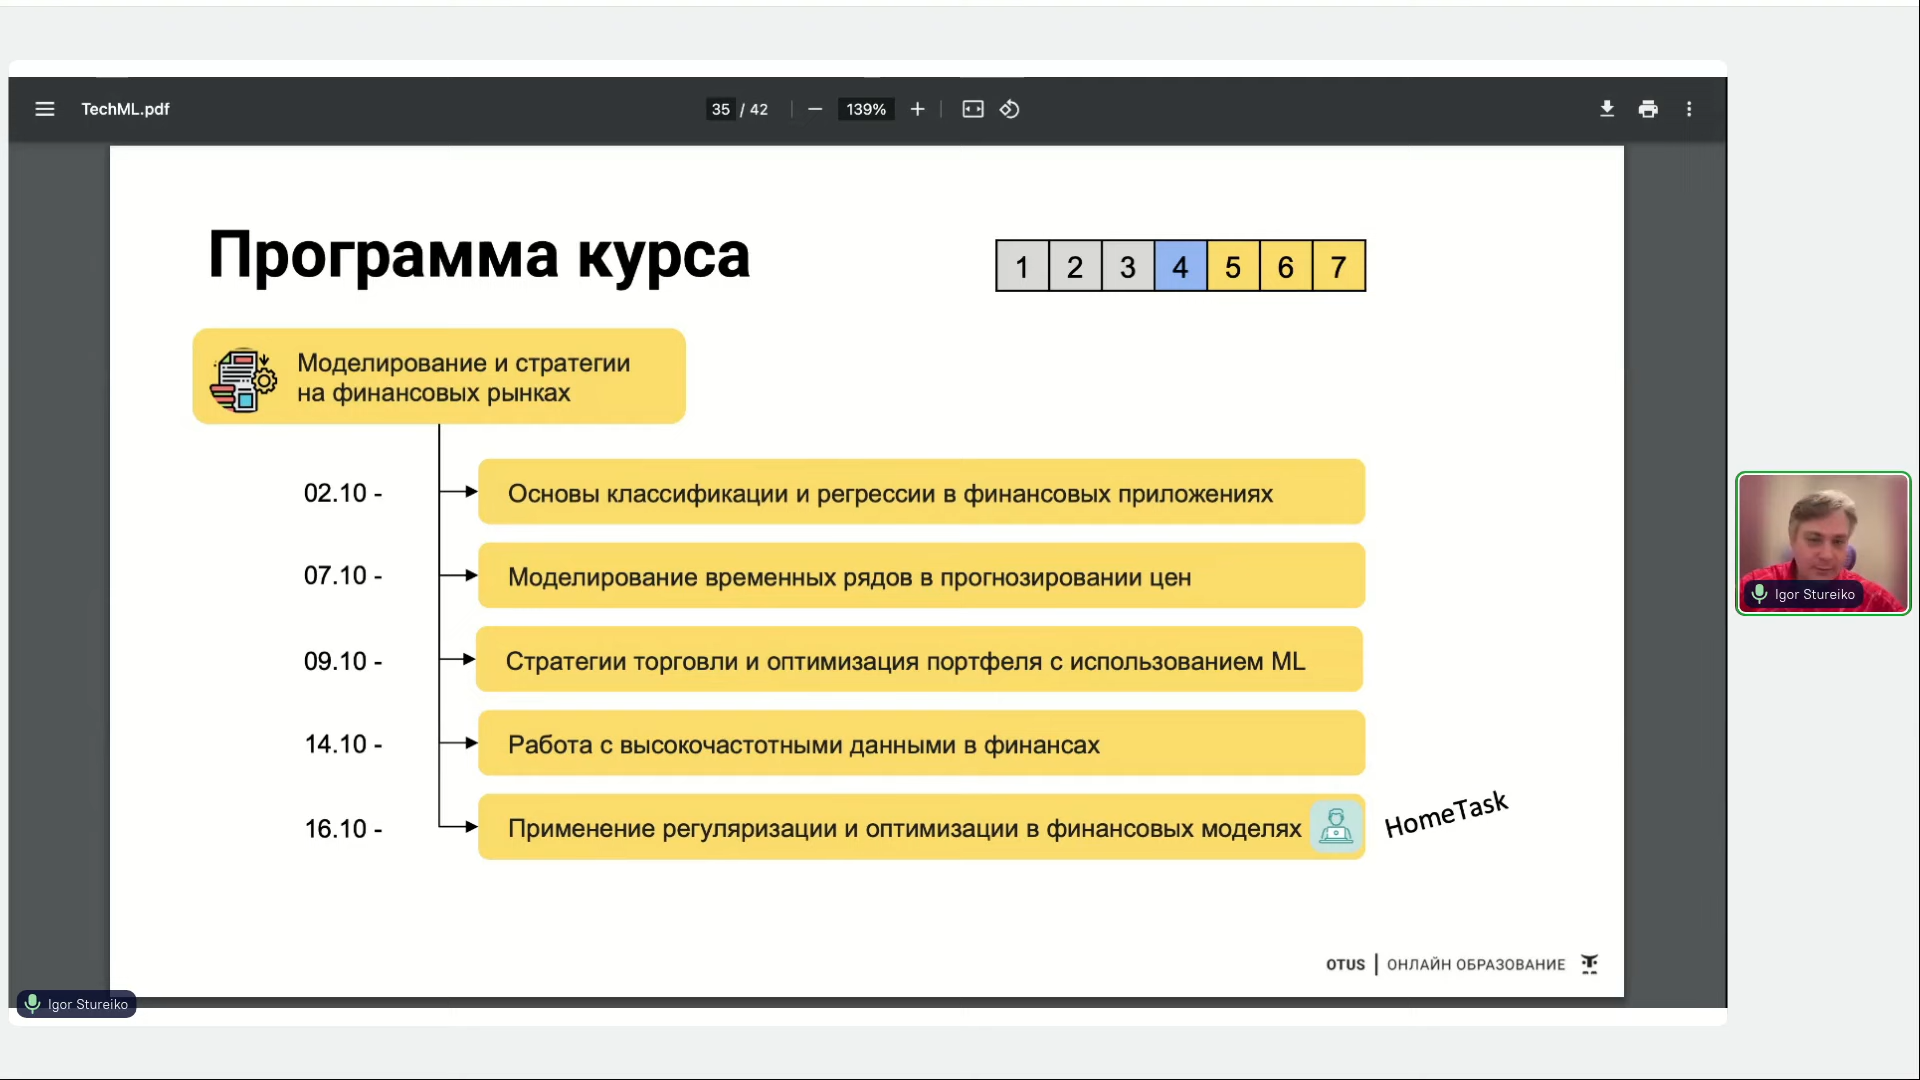 TechML.pdf
35 / 42
139%
Программа курса
1 2 3 4 5 6 7
Моделирование и стратегии
на финансовых рынках
02.10 - Основы классификации и регрессии в финансовых приложениях
07.10 - Моделирование временных рядов в прогнозировании цен
09.10 - Стратегии торговли и оптимизация портфеля с использованием ML
14.10 - Работа с высокочастотными данными в финансах
16.10 - Применение регуляризации и оптимизации в финансовых моделях HomeTask
OTUS | ОНЛАЙН ОБРАЗОВАНИЕ
Igor Stureiko
Igor Stureiko